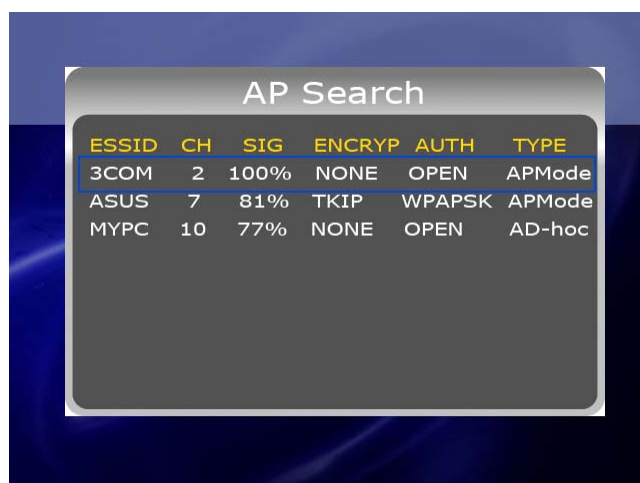 AP Search
ESSID CH SIG ENCRYP AUTH TYPE
3COM 2 100% NONE OPEN APMode
ASUS 7 81% TKIP WPAPSK APMode
MYPC 10 77% NONE OPEN AD-hoc